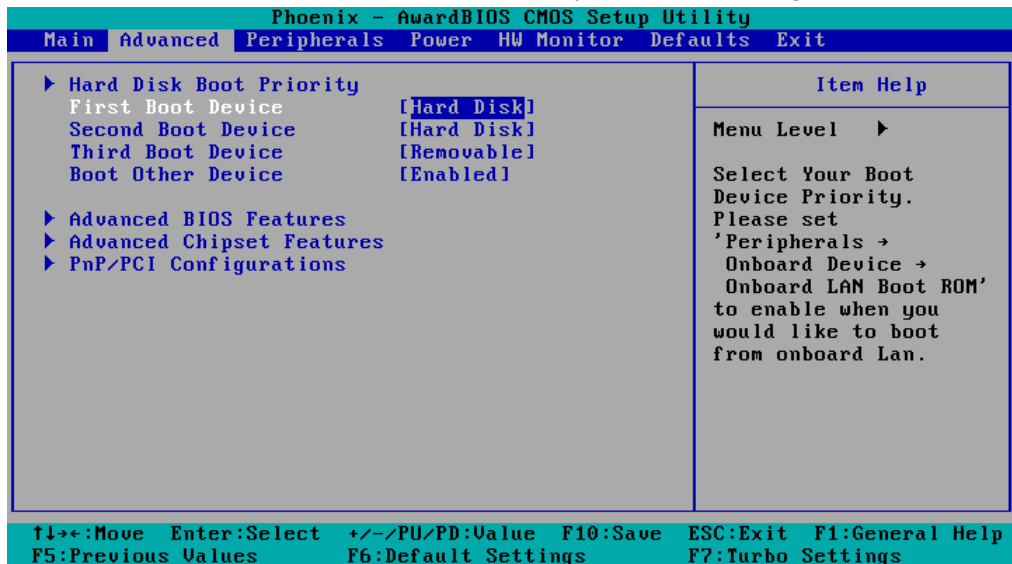 Phoenix - AwardBIOS CMOS Setup Utility
Main Advanced Peripherals Power HW Monitor Defaults Exit
▶ Hard Disk Boot Priority
First Boot Device [Hard Disk]
Second Boot Device [Hard Disk]
Third Boot Device [Removable]
Boot Other Device [Enabled]
▶ Advanced BIOS Features
▶ Advanced Chipset Features
▶ PnP/PCI Configurations
Item Help
Menu Level ▶
Select Your Boot
Device Priority.
Please set
'Peripherals →
Onboard Device →
Onboard LAN Boot ROM'
to enable when you
would like to boot
from onboard Lan.
↑↓→←:Move Enter:Select +/-/PU/PD:Value F10:Save ESC:Exit F1:General Help
F5:Previous Values F6:Default Settings F7:Turbo Settings